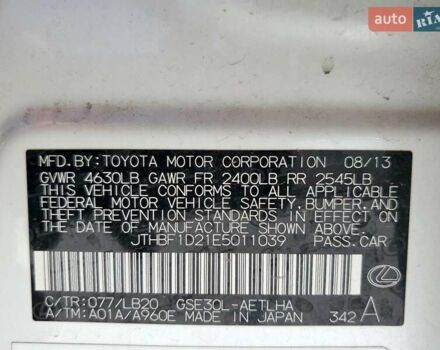 auto
RIA
MFD.BY:TOYOTA MOTOR CORPORATION 08/13
GVWR 4630LB GAWR FR 2400LB RR 2545LB
THIS VEHICLE CONFORMS TO ALL APPLICABLE
FEDERAL MOTOR VEHICLE SAFETY,BUMPER,AND
THEFT PREVENTION STANDARDS IN EFFECT ON
THE DATE OF MANUFACTURE SHOWN ABOVE.
JTHBF1D21E5011039 PASS.CAR
C/TR:077/LB20 GSE30L-AETLHA
A/TM:A01A/A960E MADE IN JAPAN 342 A